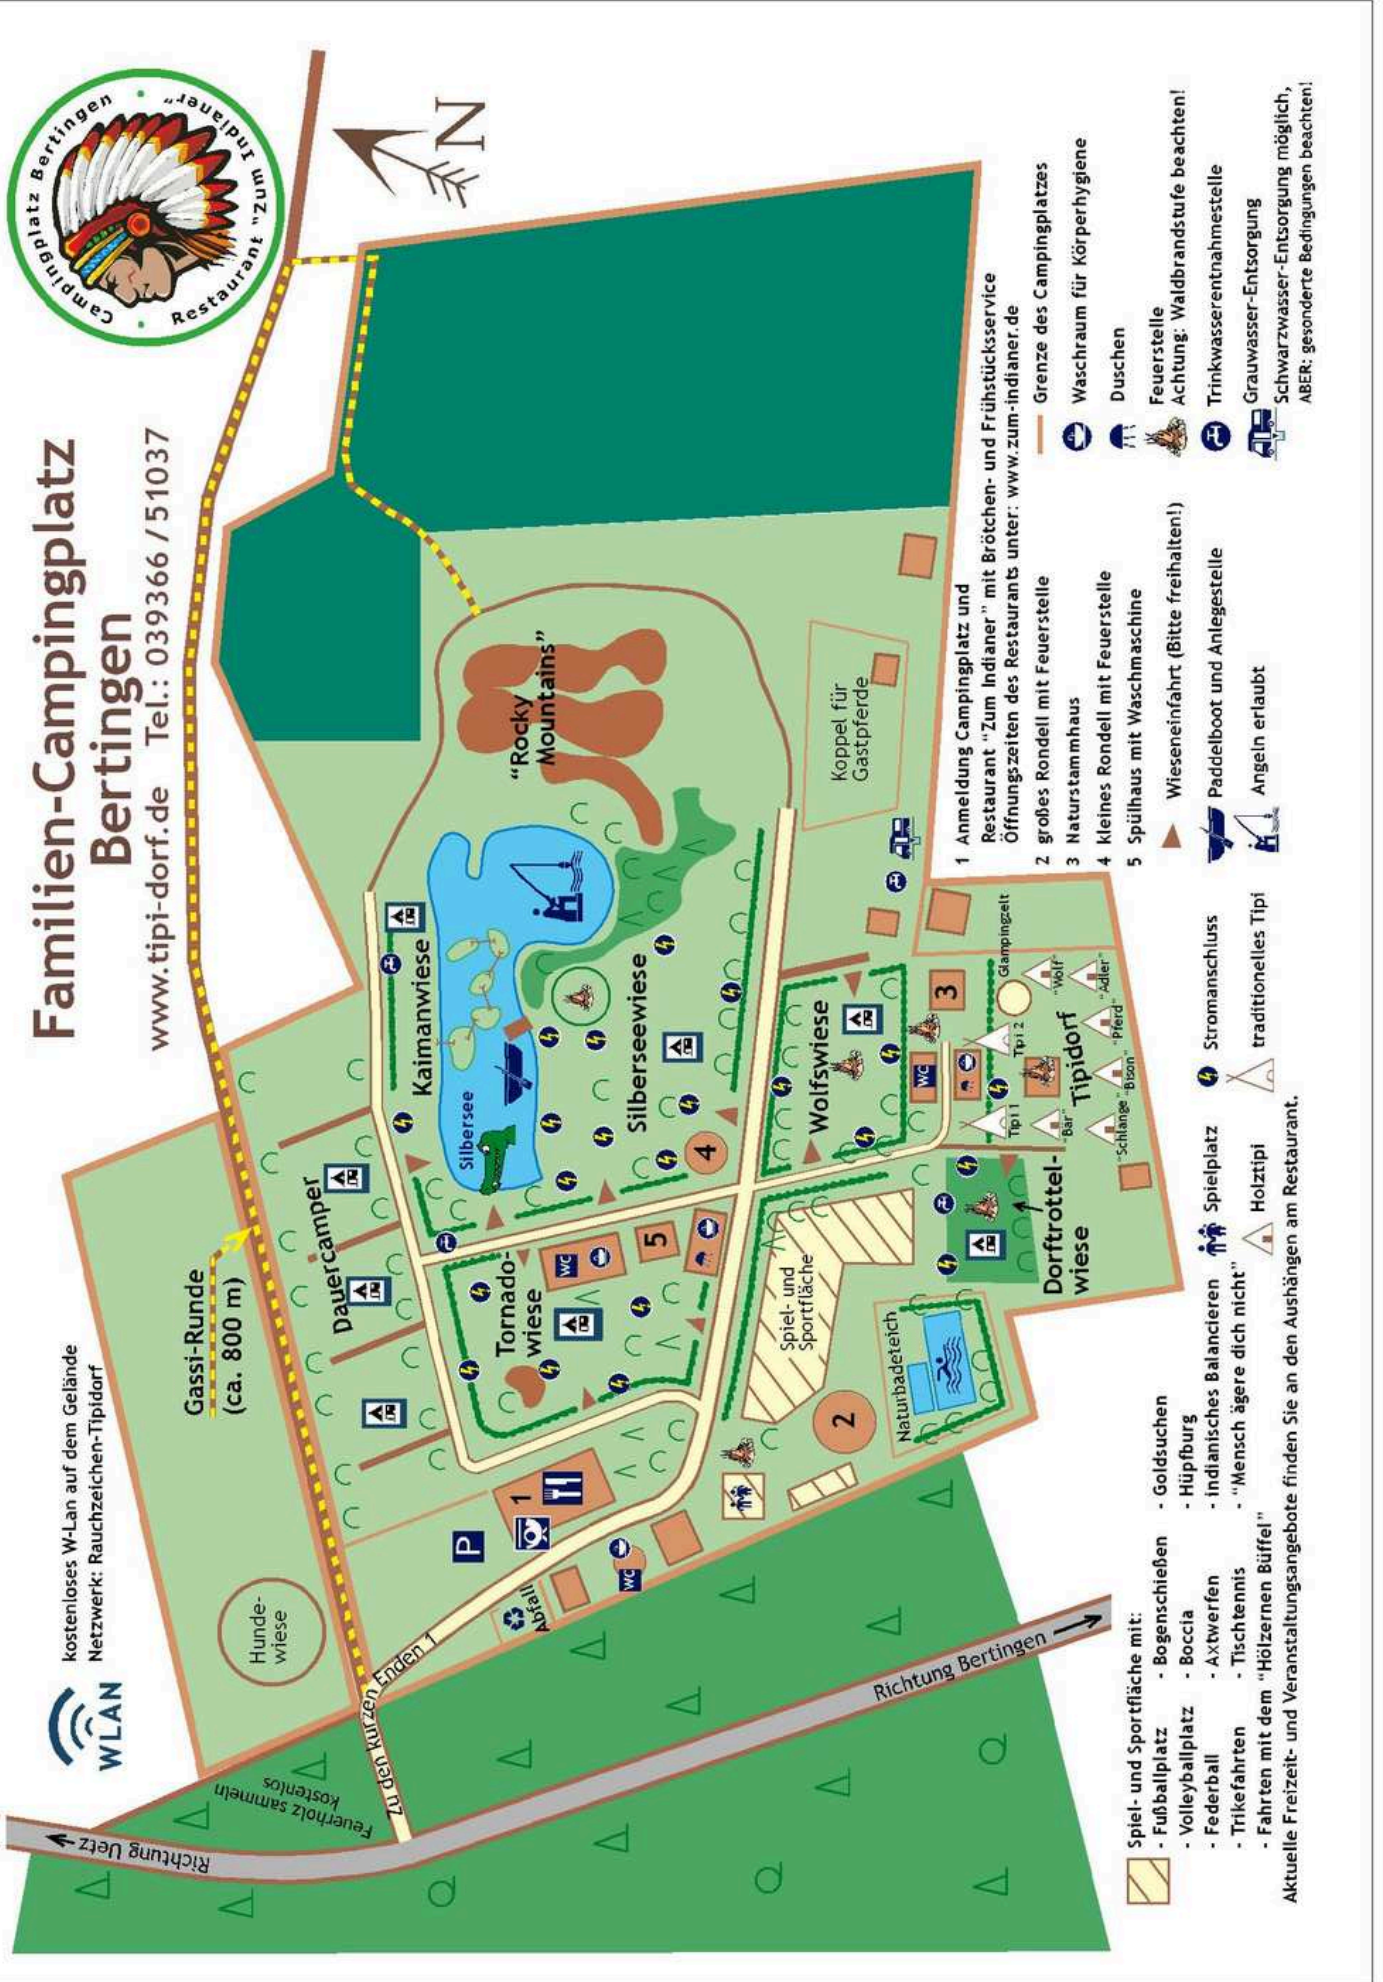 Familien-Campingplatz
Bertingen
www.tipi-dorf.de Tel.: 039366 / 51037
Campingplatz Bertingen
Restaurant "Zum Indianer"
N
WLAN
kostenloses W-Lan auf dem Gelände
Netzwerk: Rauchzeichen-Tipidorf
Gassi-Runde
(ca. 800 m)
Hunde-
wiese
Richtung Uetz
Feuerholz sammeln
kostenlos
Zu den kurzen Enden 1
Richtung Bertingen
Dauercamper
Kaimanwiese
Silbersee
"Rocky
Mountains"
Silberseewiese
Tornado-
wiese
WC
5
4
P
1
Abfall
WC
Spiel- und
Sportfläche
2
Naturbadeteich
Wolfswiese
WC
3
Koppel für
Gastpferde
Glampingzelt
Tipi 1
Tipi 2
Tipidorf
"Wolf"
"Adler"
"Pferd"
"Bison"
"Bär"
"Schlange"
Dorftrottel-
wiese
Spiel- und Sportfläche mit:
- Fußballplatz
- Volleyballplatz
- Federball
- Trikefahrten
- Bogenschießen
- Boccia
- Axtwerfen
- Tischtennis
- Goldsuchen
- Hüpfburg
- Indianisches Balancieren
- "Mensch ägere dich nicht"
- Fahrten mit dem "Hölzernen Büffel"
Aktuelle Freizeit- und Veranstaltungsangebote finden Sie an den Aushängen am Restaurant.
Spielplatz
Holztipi
Stromanschluss
traditionelles Tipi
1 Anmeldung Campingplatz und
Restaurant "Zum Indianer" mit Brötchen- und Frühstücksservice
Öffnungszeiten des Restaurants unter: www.zum-indianer.de
2 großes Rondell mit Feuerstelle
3 Naturstammhaus
4 kleines Rondell mit Feuerstelle
5 Spülhaus mit Waschmaschine
Wieseneinfahrt (Bitte freihalten!)
Paddelboot und Anlegestelle
Angeln erlaubt
Grenze des Campingplatzes
Waschraum für Körperhygiene
Duschen
Feuerstelle
Achtung: Waldbrandstufe beachten!
Trinkwasserentnahmestelle
Grauwasser-Entsorgung
Schwarzwasser-Entsorgung möglich,
ABER: gesonderte Bedingungen beachten!